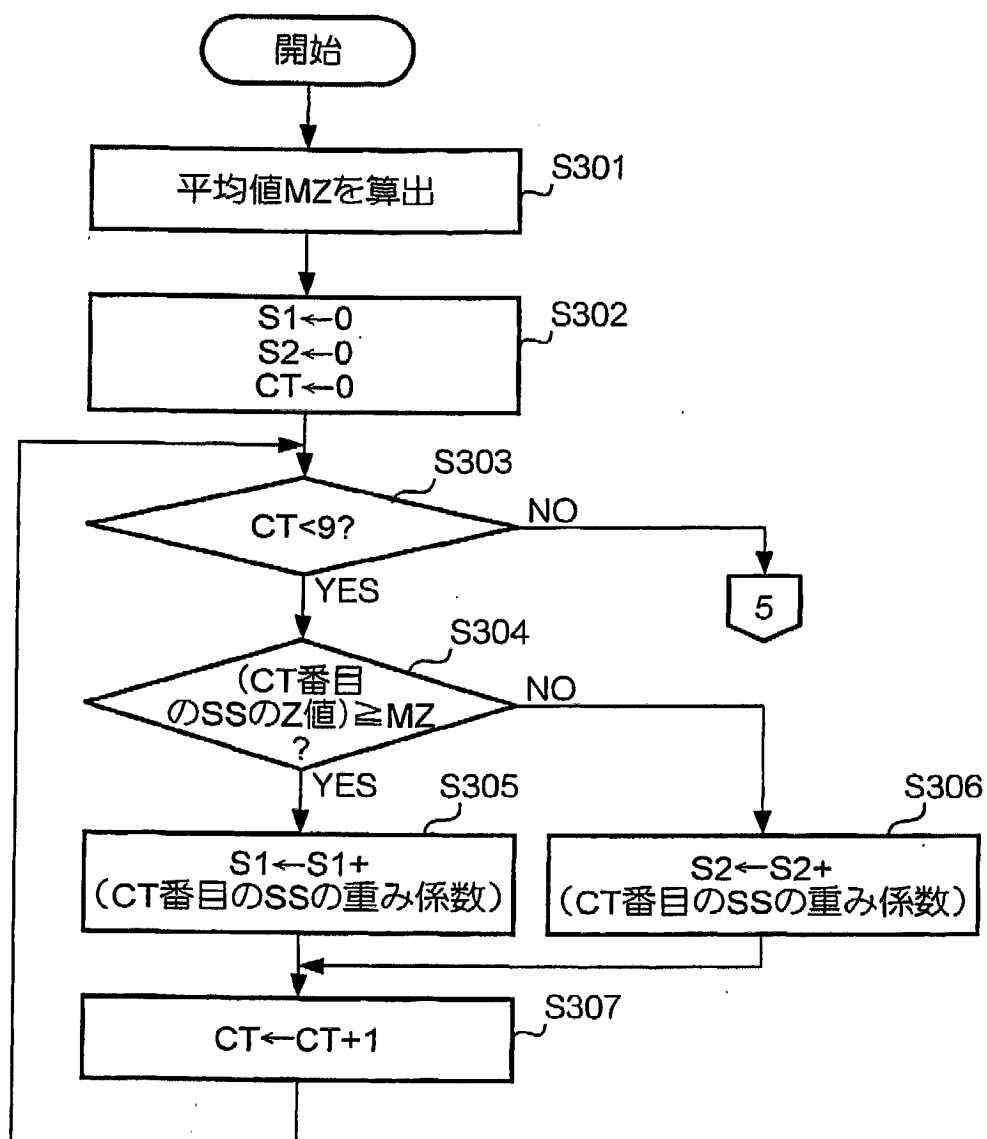 開始
平均値MZを算出
S301
S1←0
S2←0
CT←0
S302
S303
CT<9?
NO
YES
5
S304
(CT番目
のSSのZ値)≧MZ
?
NO
YES
S305
S1←S1+
(CT番目のSSの重み係数)
S306
S2←S2+
(CT番目のSSの重み係数)
S307
CT←CT+1